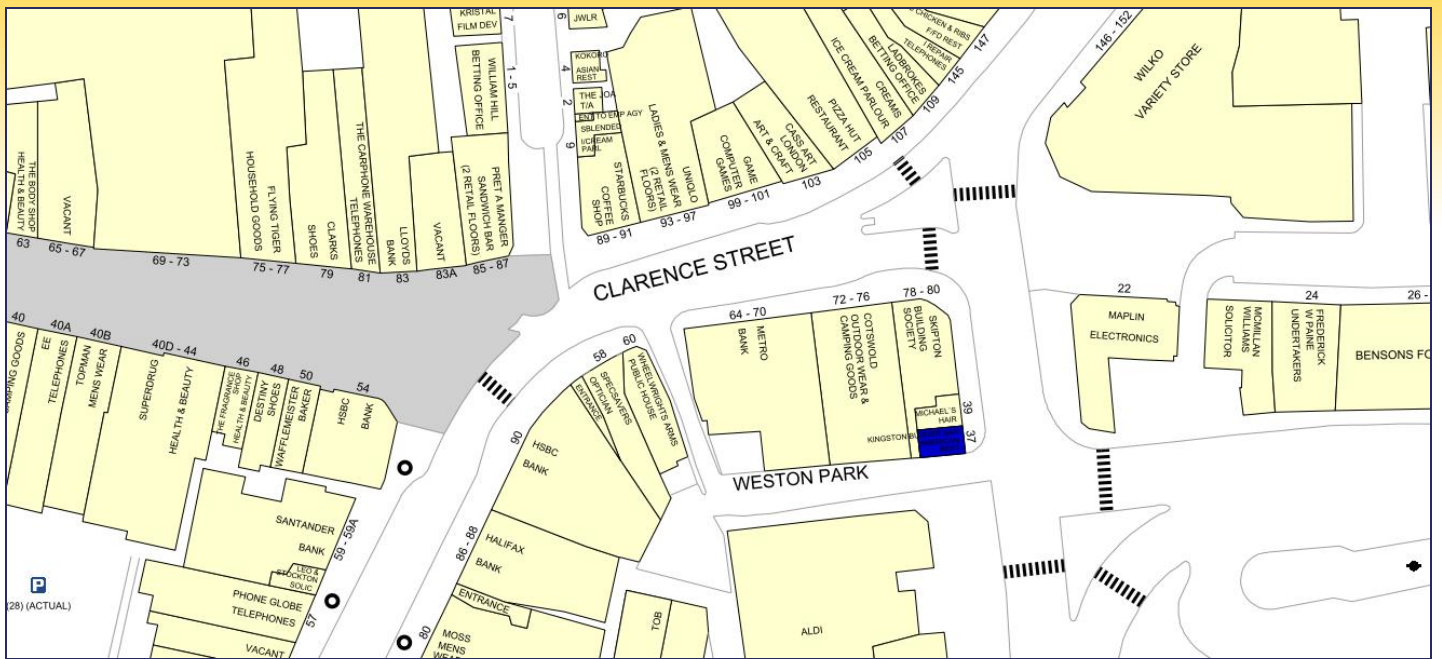 KRISTAL
FILM DEV
7
1 - 5
WILLIAM HILL
BETTING OFFICE
6
JWLR
4
KOKORO
ASIAN
REST
2
THE JOA
T/A
ENT TO EMP AGY
SBLENDED
I/CREAM
PARL
9
LADIES & MENS WEAR
(2 RETAIL
FLOORS)
UNIQLO
93 - 97
STARBUCKS
COFFEE
SHOP
89 - 91
GAME
COMPUTER
GAMES
99 - 101
CASS ART
LONDON
ART & CRAFT
103
PIZZA HUT
RESTAURANT
105
CREAMS
ICE CREAM PARLOUR
107
LADBROKES
BETTING OFFICE
109
I REPAIR
TELEPHONES
145
CHICKEN & RIBS
F/FD REST
147
146 - 152
WILKO
VARIETY STORE
THE BODY SHOP
HEALTH & BEAUTY
63
VACANT
65 - 67
69 - 73
FLYING TIGER
HOUSEHOLD GOODS
75 - 77
CLARKS
SHOES
79
THE CARPHONE WAREHOUSE
TELEPHONES
81
LLOYDS
BANK
83
VACANT
83A
PRET A MANGER
SANDWICH BAR
(2 RETAIL FLOORS)
85 - 87
CLARENCE STREET
40
CAMPING GOODS
40A
EE
TELEPHONES
40B
TOPMAN
MENS WEAR
40D - 44
SUPERDRUG
HEALTH & BEAUTY
46
THE FRAGRANCE
SHOP
HEALTH & BEAUTY
48
DESTINY
SHOES
50
WAFFLEMEISTER
BAKER
54
HSBC
BANK
58
60
ENTRANCE
SPECSAVERS
OPTICIAN
WHEELWRIGHTS ARMS
PUBLIC HOUSE
90
HSBC
BANK
64 - 70
METRO
BANK
72 - 76
COTSWOLD
OUTDOOR WEAR &
CAMPING GOODS
78 - 80
SKIPTON
BUILDING
SOCIETY
39
MICHAEL'S
HAIR
37
KINGSTON
WESTON PARK
22
MAPLIN
ELECTRONICS
MCMILLAN
WILLIAMS
SOLICITOR
24
FREDERICK
W PAINE
UNDERTAKERS
26 -
BENSONS FO
SANTANDER
BANK
59 - 59A
LEO &
STOCKTON
SOLIC
PHONE GLOBE
TELEPHONES
57
VACANT
P
(28) (ACTUAL)
86 - 88
HALIFAX
BANK
ENTRANCE
80
MOSS
MENS
WEAR
TOB
ALDI